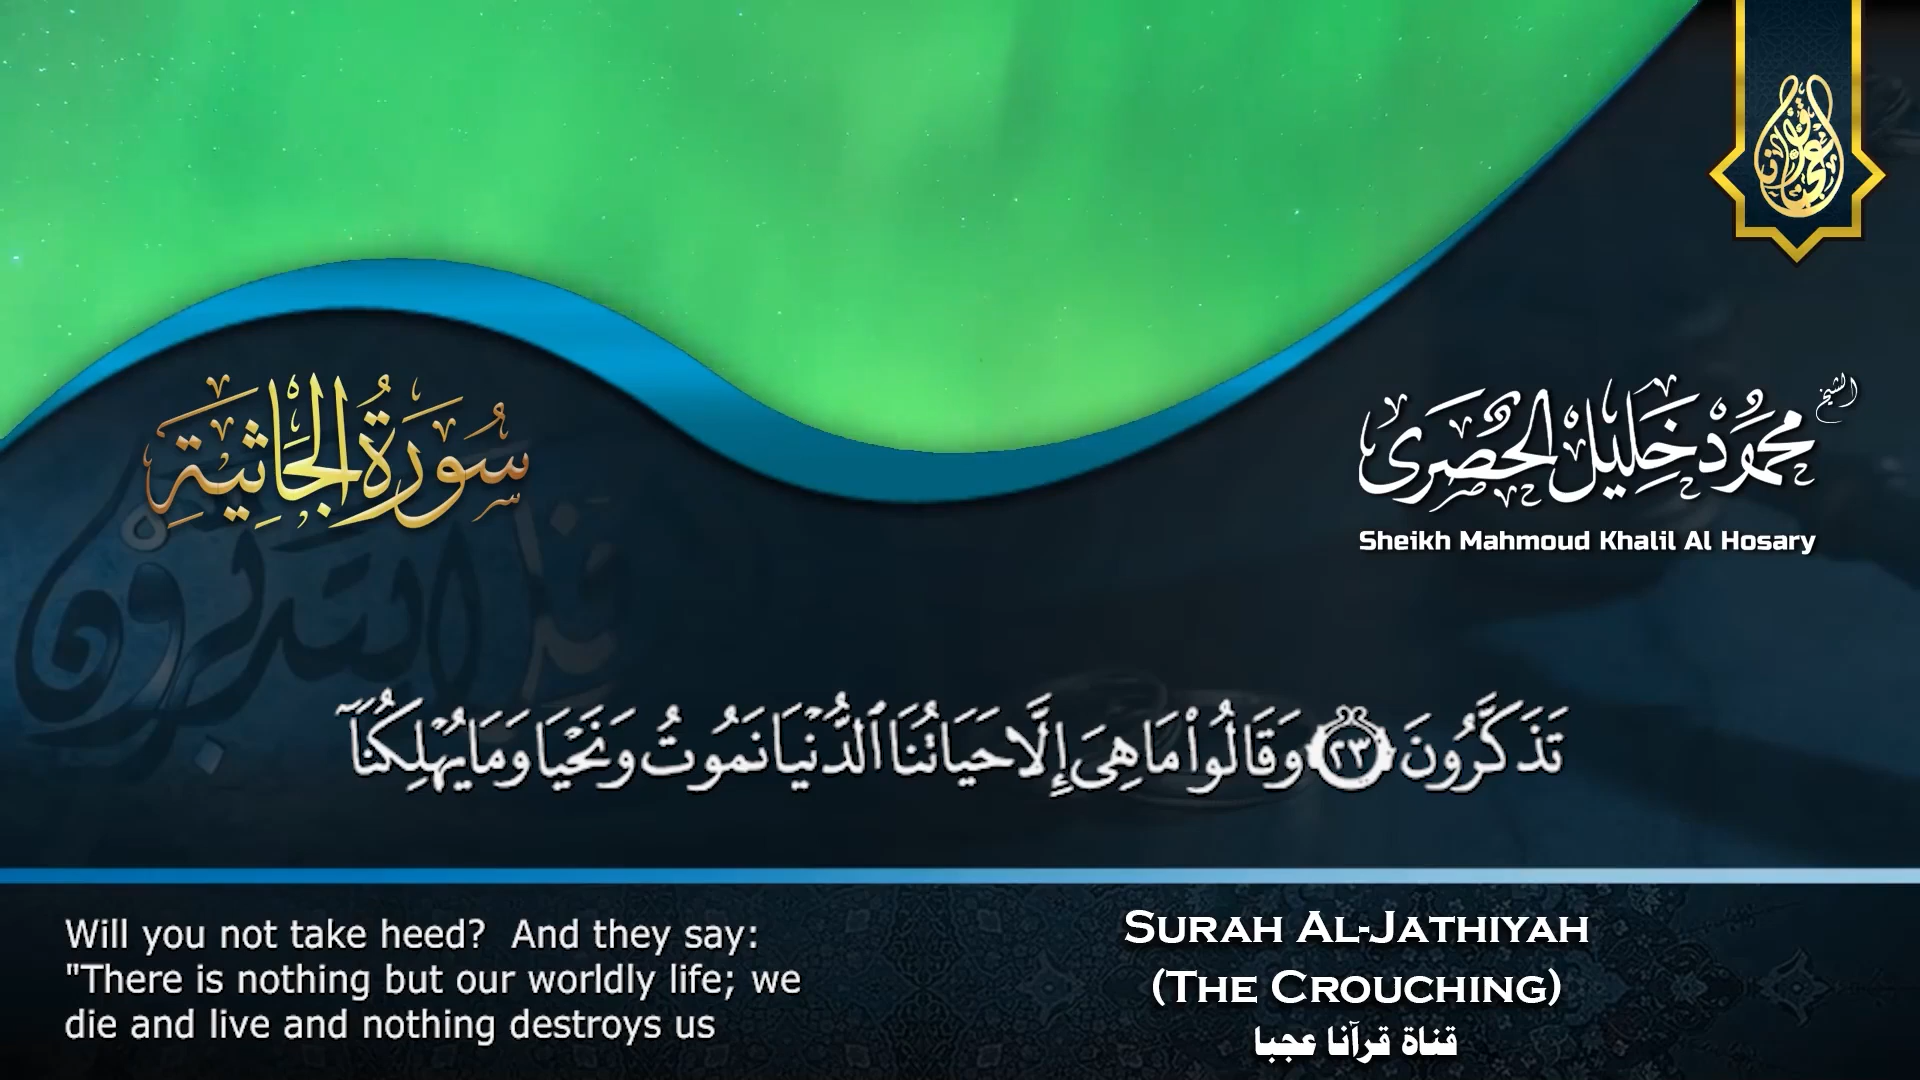 الشيخ
محمود خليل الحصرى
Sheikh Mahmoud Khalil Al Hosary
سُورَةُ الجَاثِيَةِ
تَذَكَّرُونَ ٢٣ وَقَالُوا۟ مَا هِىَ إِلَّا حَيَاتُنَا ٱلدُّنْيَا نَمُوتُ وَنَحْيَا وَمَا يُهْلِكُنَآ
Will you not take heed? And they say:
"There is nothing but our worldly life; we
die and live and nothing destroys us
SURAH AL-JATHIYAH
(THE CROUCHING)
قناة قرآنا عجبا